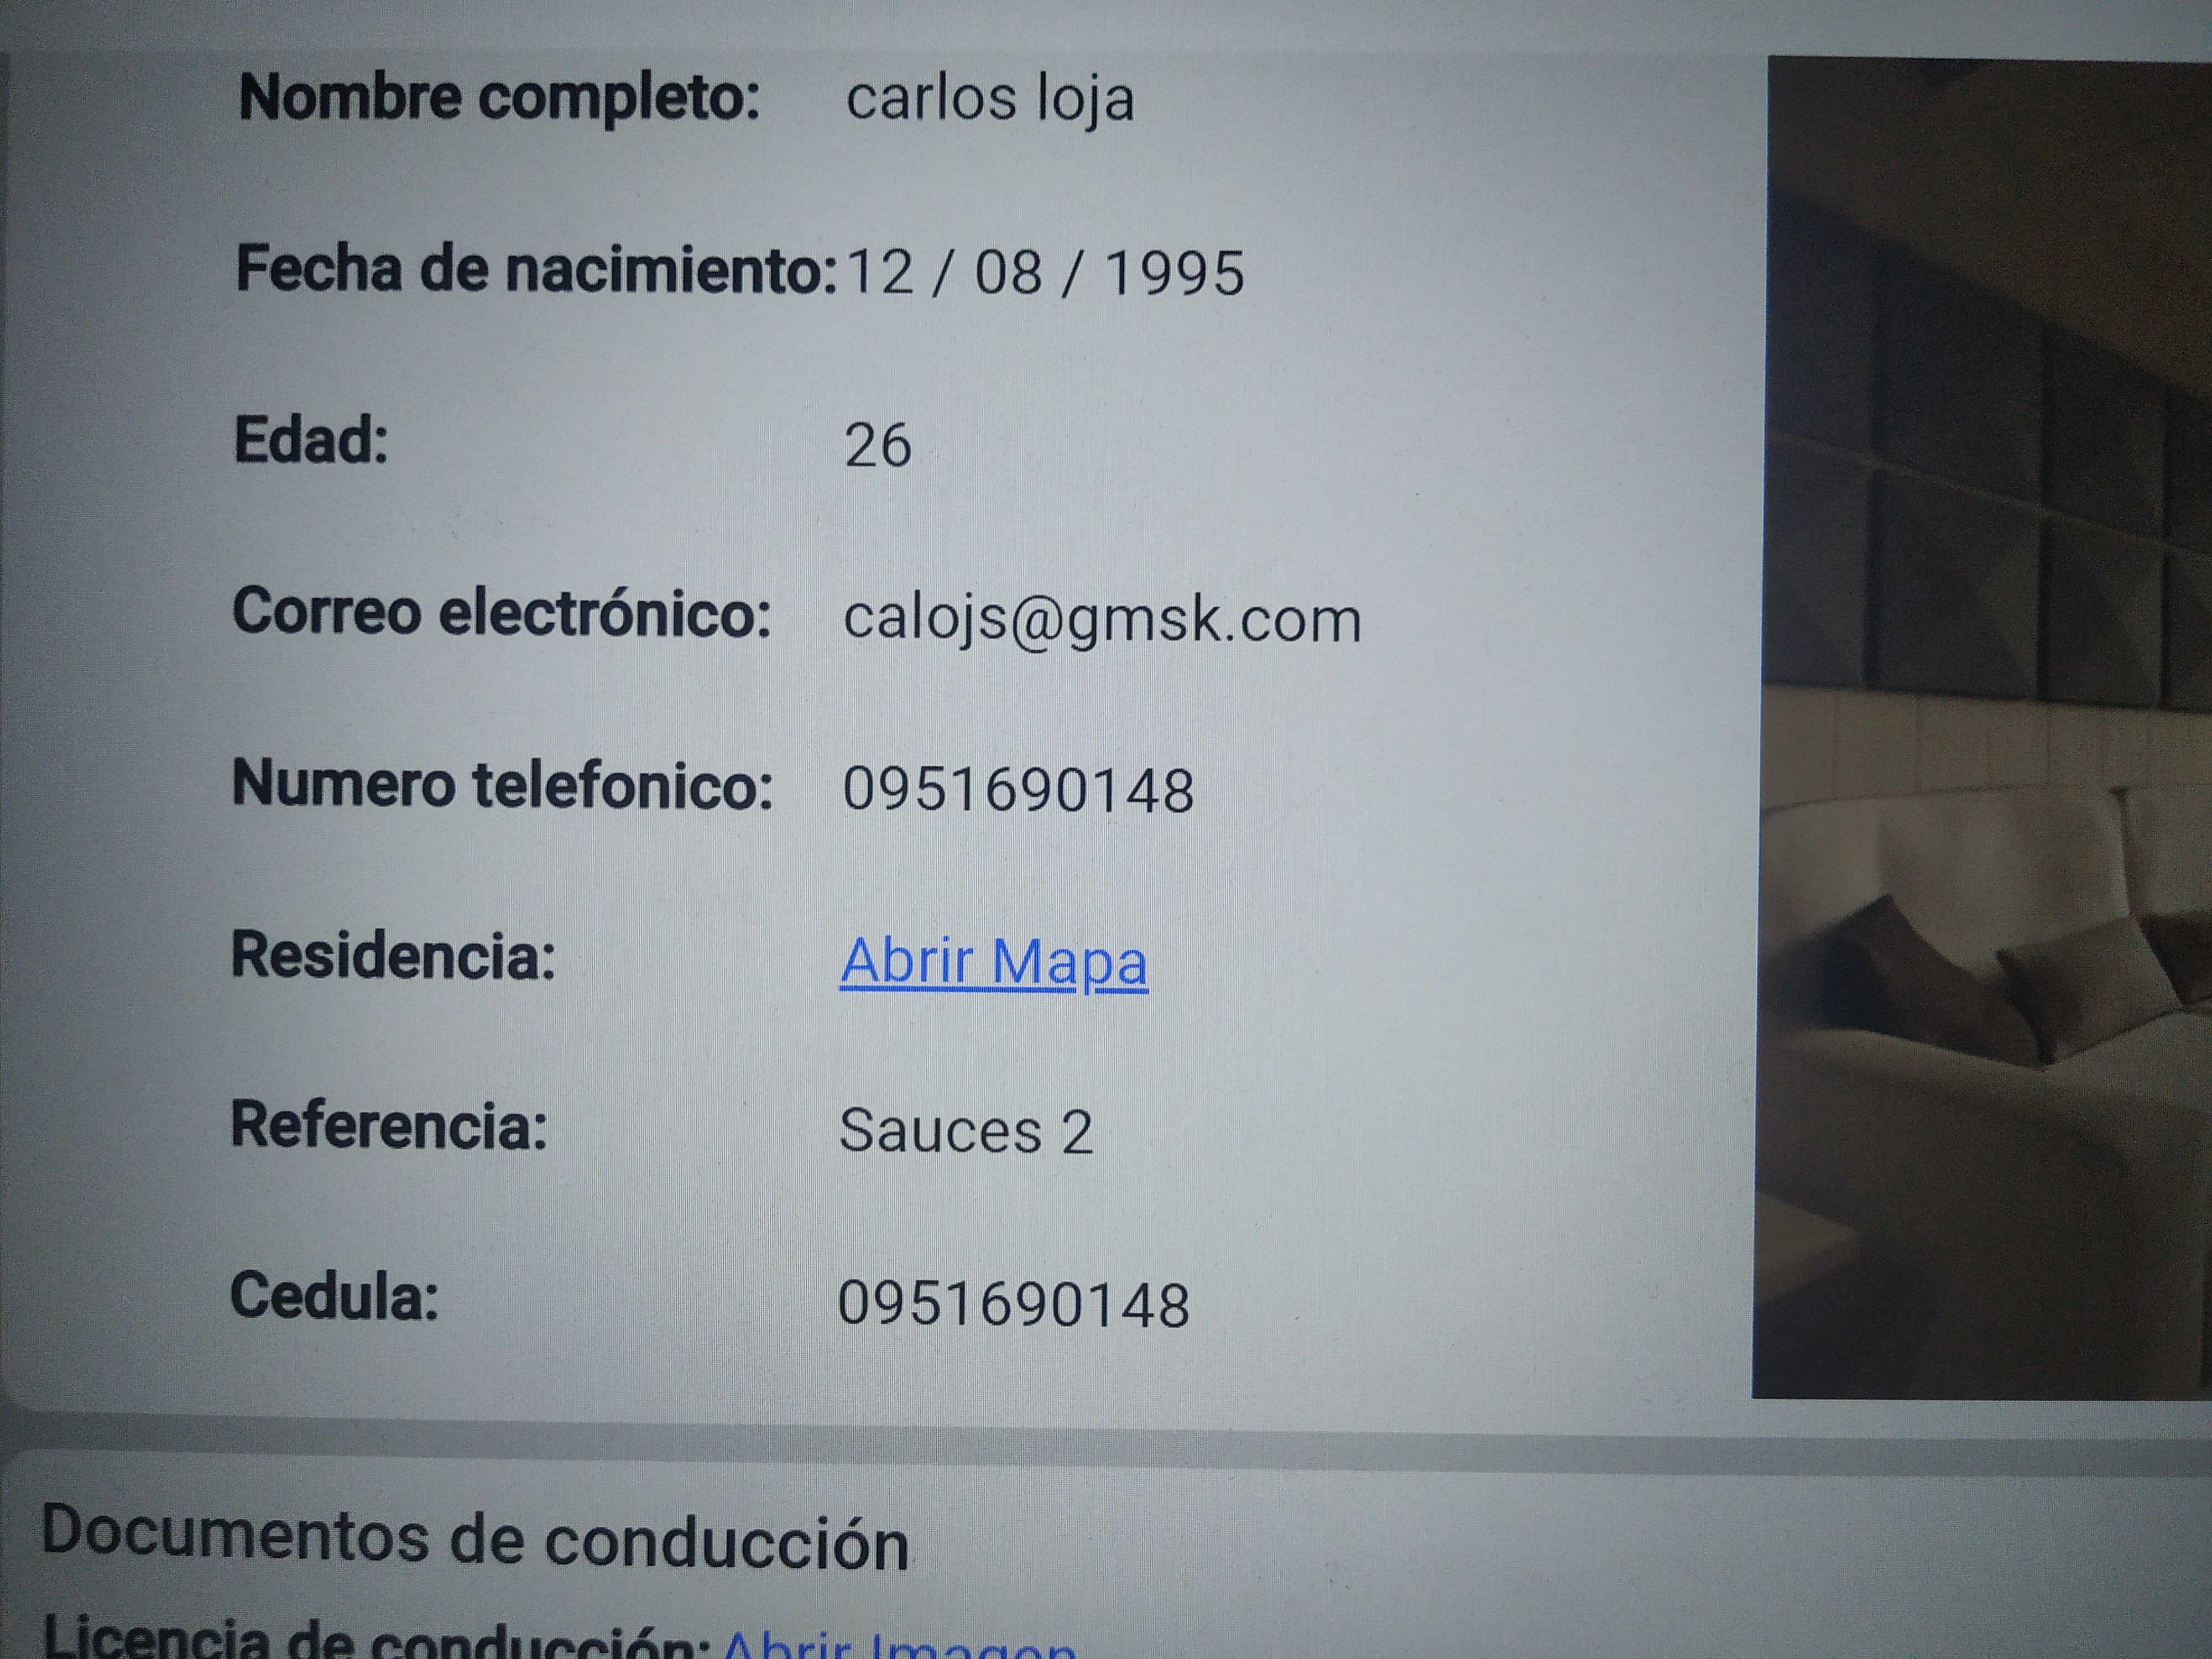 Nombre completo: carlos loja
Fecha de nacimiento: 12 / 08 / 1995
Edad: 26
Correo electrónico: calojs@gmsk.com
Numero telefonico: 0951690148
Residencia: Abrir Mapa
Referencia: Sauces 2
Cedula: 0951690148
Documentos de conducción
Licencia de conducción: Abrir Imagen